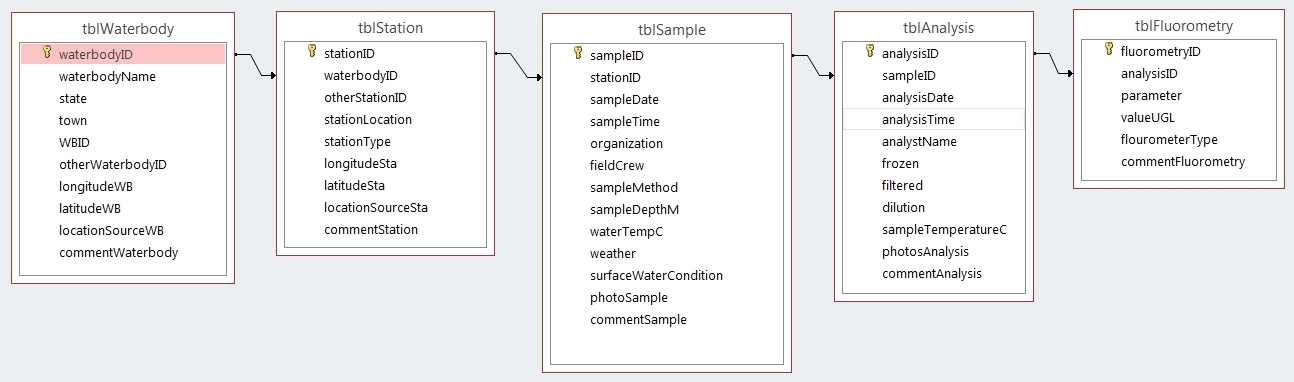 tblWaterbody
waterbodyID
waterbodyName
state
town
WBID
otherWaterbodyID
longitudeWB
latitudeWB
locationSourceWB
commentWaterbody
tblStation
stationID
waterbodyID
otherStationID
stationLocation
stationType
longitudeSta
latitudeSta
locationSourceSta
commentStation
tblSample
sampleID
stationID
sampleDate
sampleTime
organization
fieldCrew
sampleMethod
sampleDepthM
waterTempC
weather
surfaceWaterCondition
photoSample
commentSample
tblAnalysis
analysisID
sampleID
analysisDate
analysisTime
analystName
frozen
filtered
dilution
sampleTemperatureC
photosAnalysis
commentAnalysis
tblFluorometry
fluorometryID
analysisID
parameter
valueUGL
flourometerType
commentFluorometry